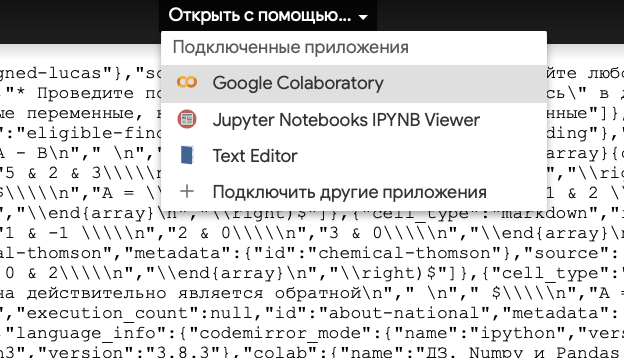 Открыть с помощью...
Подключенные приложения
Google Colaboratory
Jupyter Notebooks IPYNB Viewer
Text Editor
+ Подключить другие приложения
gned-lucas"},"so йте любо
"* Проведите по сь\" в д
ые переменные, нные"]},
":"eligible-fin ding"},"
A - B\n"," \n"," array}{c
"5 & 2 & 3\\\\\n ,"\\rig
$\\\\\n","A = \\ 1 & 2 \\
","\\end{array}\n"," \\right)$"]},{"cell_type":"markdown",
"1 & -1 \\\\\n","2 & 0\\\\\n","3 & 0\\\\\n","\\end{array}\n
al-thomson","metadata":{"id":"chemical-thomson"},"source":
0 & 2\\\\\n","\\end{array}\n","\\right)$"]},{"cell_type":"
на действительно является обратной\n"," \n"," $\\\\\n","A =
","execution_count":null,"id":"about-national","metadata":
,"language_info":{"codemirror_mode":{"name":"ipython","vers
n3","version":"3.8.3"},"colab":{"name":"ДЗ. Numpy и Pandas